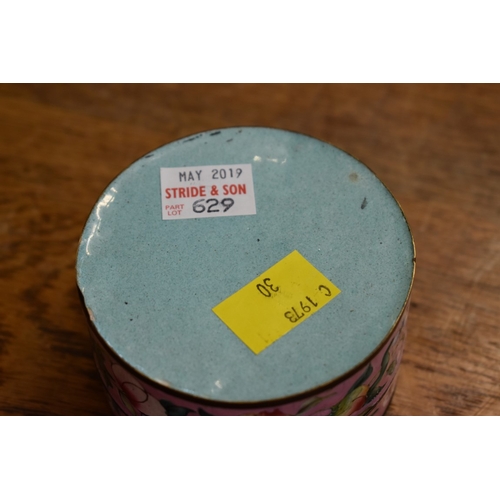 MAY 2019
STRIDE & SON
PART
LOT 629
C 1973
30